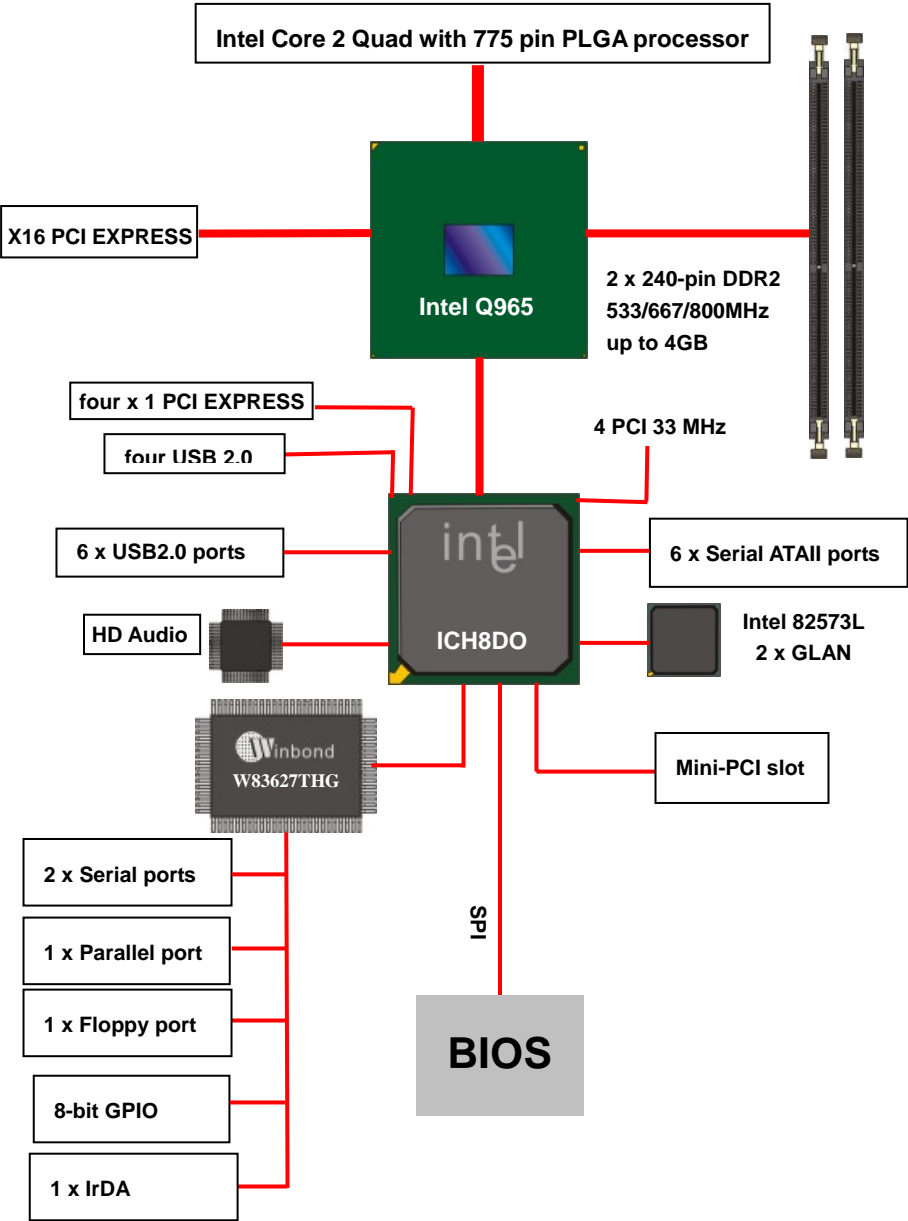 Intel Core 2 Quad with 775 pin PLGA processor
X16 PCI EXPRESS
Intel Q965
2 x 240-pin DDR2
533/667/800MHz
up to 4GB
four x 1 PCI EXPRESS
four USB 2.0
4 PCI 33 MHz
6 x USB2.0 ports
intel
6 x Serial ATAII ports
HD Audio
ICH8DO
Intel 82573L
2 x GLAN
Winbond
W83627THG
Mini-PCI slot
2 x Serial ports
SPI
1 x Parallel port
1 x Floppy port
BIOS
8-bit GPIO
1 x IrDA